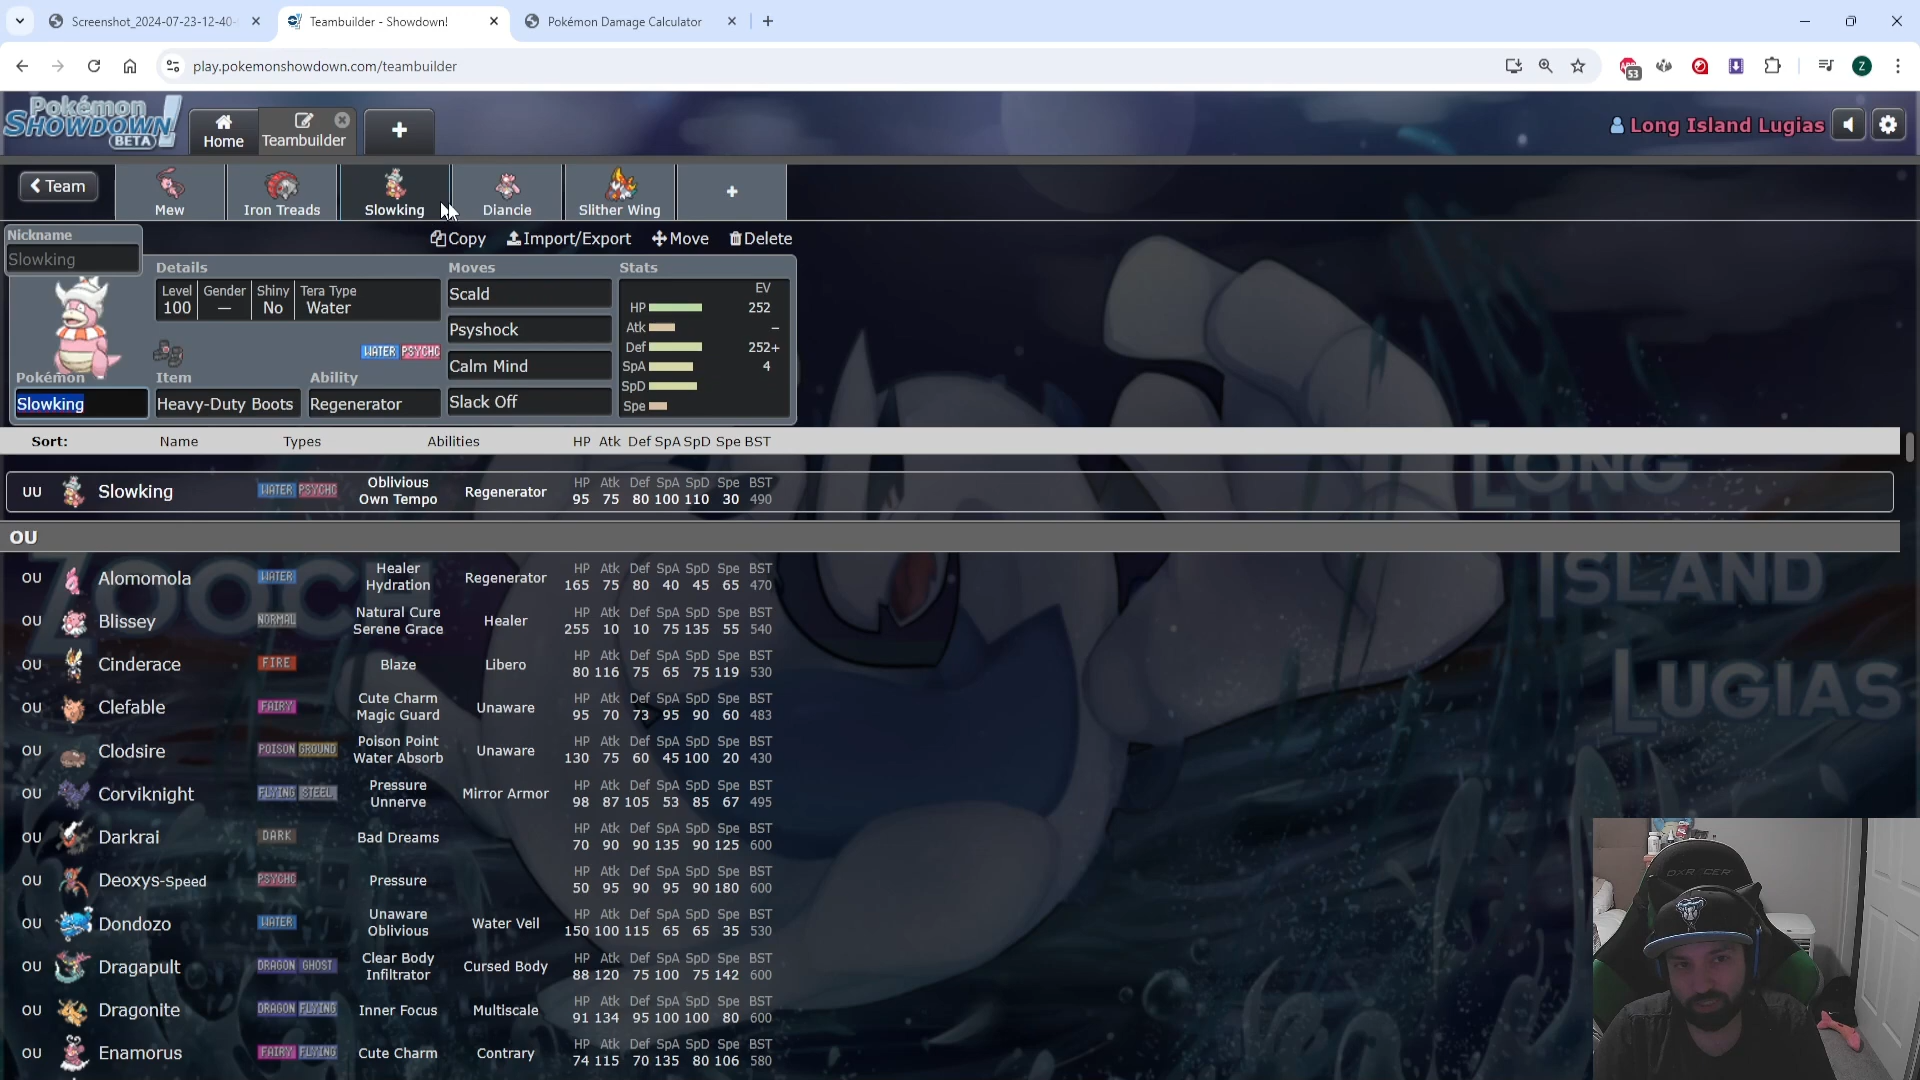 Screenshot_2024-07-23-12-40-
Teambuilder - Showdown!
Pokémon Damage Calculator
play.pokemonshowdown.com/teambuilder
53
Z
Pokémon
SHOWDOWN!
BETA
Home
Teambuilder
Long Island Lugias
Team
Mew
Iron Treads
Slowking
Diancie
Slither Wing
Nickname
Slowking
Copy
Import/Export
Move
Delete
Details
Moves
Stats
Level
Gender
Shiny
Tera Type
100
—
No
Water
Scald
Psyshock
Calm Mind
Slack Off
EV
HP 252
Atk –
Def 252+
SpA 4
SpD
Spe
WATER PSYCHC
Pokémon
Item
Ability
Slowking
Heavy-Duty Boots
Regenerator
Sort: Name Types Abilities HP Atk Def SpA SpD Spe BST
UU Slowking WATER PSYCHC Oblivious Own Tempo Regenerator HP Atk Def SpA SpD Spe BST
95 75 80 100 110 30 490
OU
OU Alomomola WATER Healer Hydration Regenerator HP Atk Def SpA SpD Spe BST
165 75 80 40 45 65 470
OU Blissey NORMAL Natural Cure Serene Grace Healer HP Atk Def SpA SpD Spe BST
255 10 10 75 135 55 540
OU Cinderace FIRE Blaze Libero HP Atk Def SpA SpD Spe BST
80 116 75 65 75 119 530
OU Clefable FAIRY Cute Charm Magic Guard Unaware HP Atk Def SpA SpD Spe BST
95 70 73 95 90 60 483
OU Clodsire POISON GROUND Poison Point Water Absorb Unaware HP Atk Def SpA SpD Spe BST
130 75 60 45 100 20 430
OU Corviknight FLYING STEEL Pressure Unnerve Mirror Armor HP Atk Def SpA SpD Spe BST
98 87 105 53 85 67 495
OU Darkrai DARK Bad Dreams HP Atk Def SpA SpD Spe BST
70 90 90 135 90 125 600
OU Deoxys-Speed PSYCHC Pressure HP Atk Def SpA SpD Spe BST
50 95 90 95 90 180 600
OU Dondozo WATER Unaware Oblivious Water Veil HP Atk Def SpA SpD Spe BST
150 100 115 65 65 35 530
OU Dragapult DRAGON GHOST Clear Body Infiltrator Cursed Body HP Atk Def SpA SpD Spe BST
88 120 75 100 75 142 600
OU Dragonite DRAGON FLYING Inner Focus Multiscale HP Atk Def SpA SpD Spe BST
91 134 95 100 100 80 600
OU Enamorus FAIRY FLYING Cute Charm Contrary HP Atk Def SpA SpD Spe BST
74 115 70 135 80 106 580
LONG
ISLAND
LUGIAS